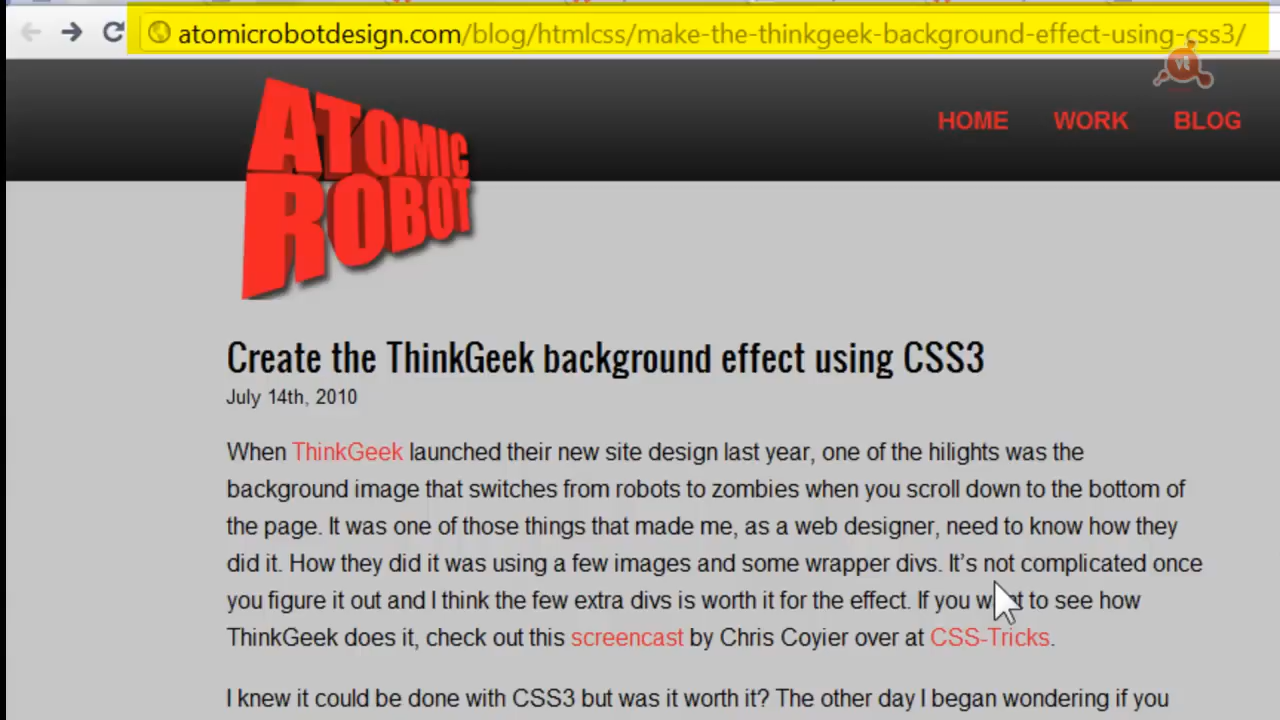 atomicrobotdesign.com/blog/htmlcss/make-the-thinkgeek-background-effect-using-css3/
vt
HOME WORK BLOG
ATOMIC
ROBOT
Create the ThinkGeek background effect using CSS3
July 14th, 2010
When ThinkGeek launched their new site design last year, one of the hilights was the
background image that switches from robots to zombies when you scroll down to the bottom of
the page. It was one of those things that made me, as a web designer, need to know how they
did it. How they did it was using a few images and some wrapper divs. It's not complicated once
you figure it out and I think the few extra divs is worth it for the effect. If you want to see how
ThinkGeek does it, check out this screencast by Chris Coyier over at CSS-Tricks.
I knew it could be done with CSS3 but was it worth it? The other day I began wondering if you